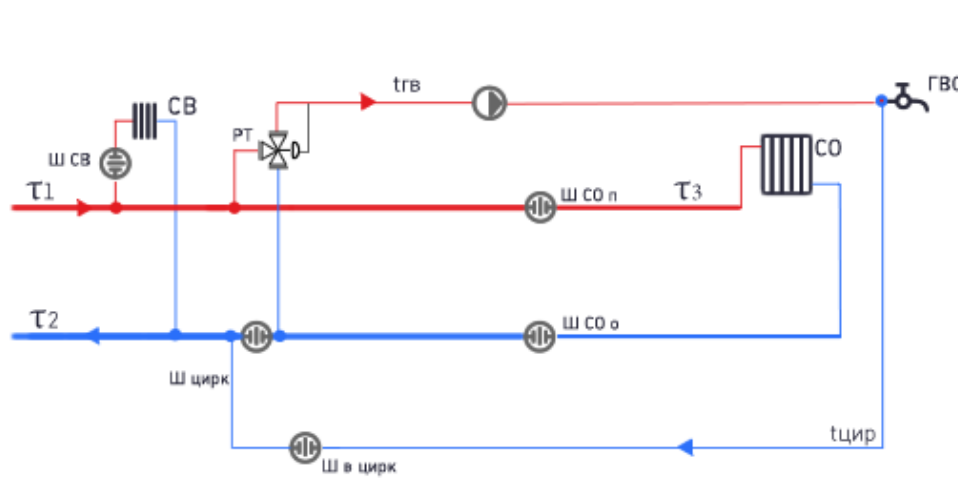 tгв
ГВС
СВ
РТ
Ш СВ
СО
τ1
Ш СО п
τ3
τ2
Ш СО о
Ш цирк
tцир
Ш в цирк